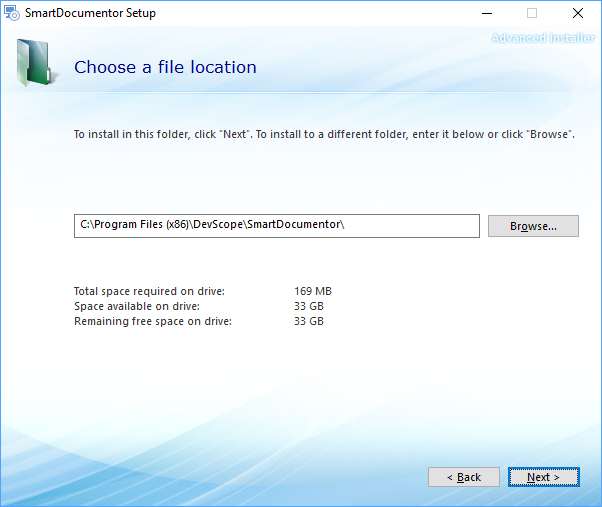 SmartDocumentor Setup
Advanced Installer
Choose a file location
To install in this folder, click "Next". To install to a different folder, enter it below or click "Browse".
C:\Program Files (x86)\DevScope\SmartDocumentor\
Browse...
Total space required on drive: 169 MB
Space available on drive: 33 GB
Remaining free space on drive: 33 GB
< Back
Next >